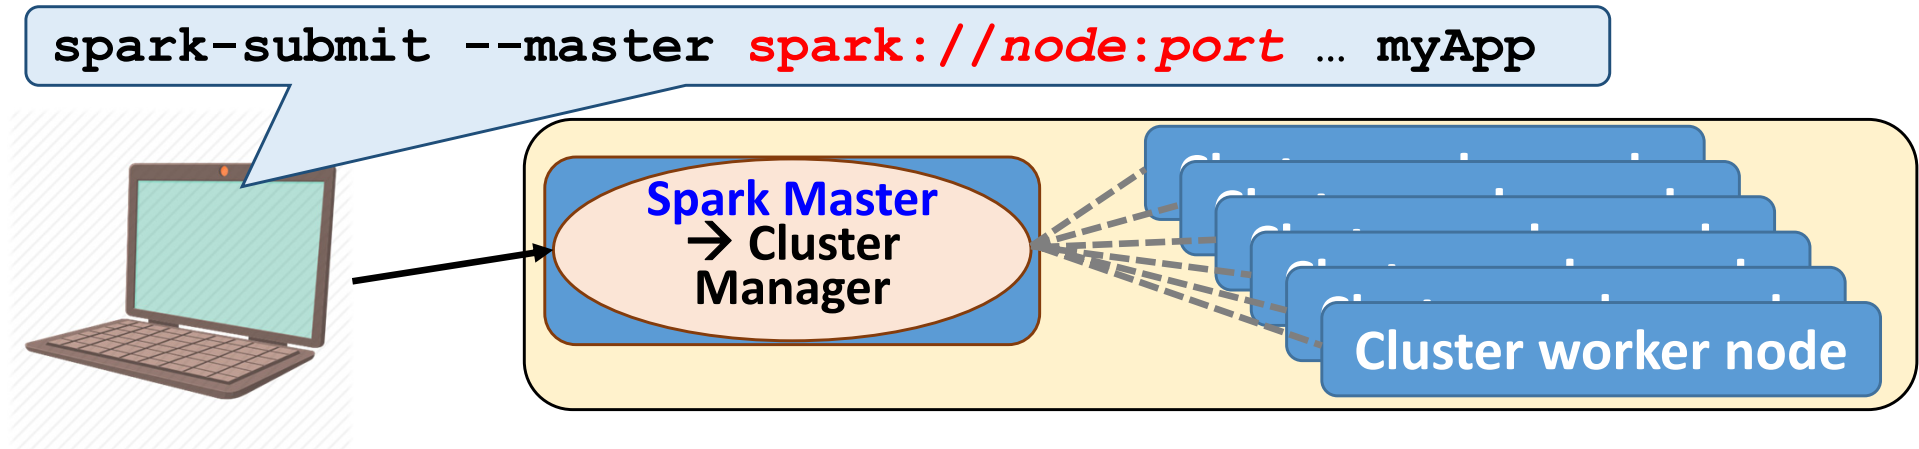 spark-submit --master spark://node:port … myApp
Spark Master
→ Cluster
Manager
Cluster worker node